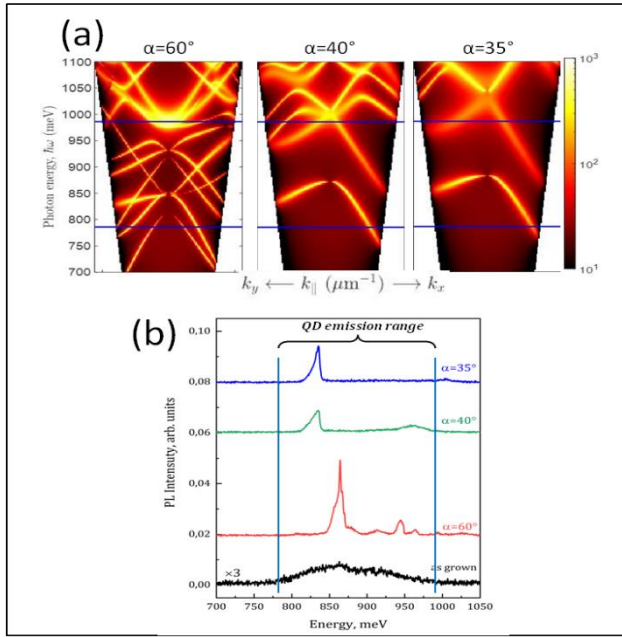 (a)
α=60° α=40° α=35°
1100
1050
1000
950
900
850
800
750
700
Photon energy, ħω (meV)
10³
10²
10¹
k_y ⟵ k_∥ (μm⁻¹) ⟶ k_x
(b)
QD emission range
0,10
0,08
0,06
0,04
0,02
0,00
PL Intensuty, arb. units
α=35°
α=40°
α=60°
×3
as grown
700 750 800 850 900 950 1000 1050
Energy, meV